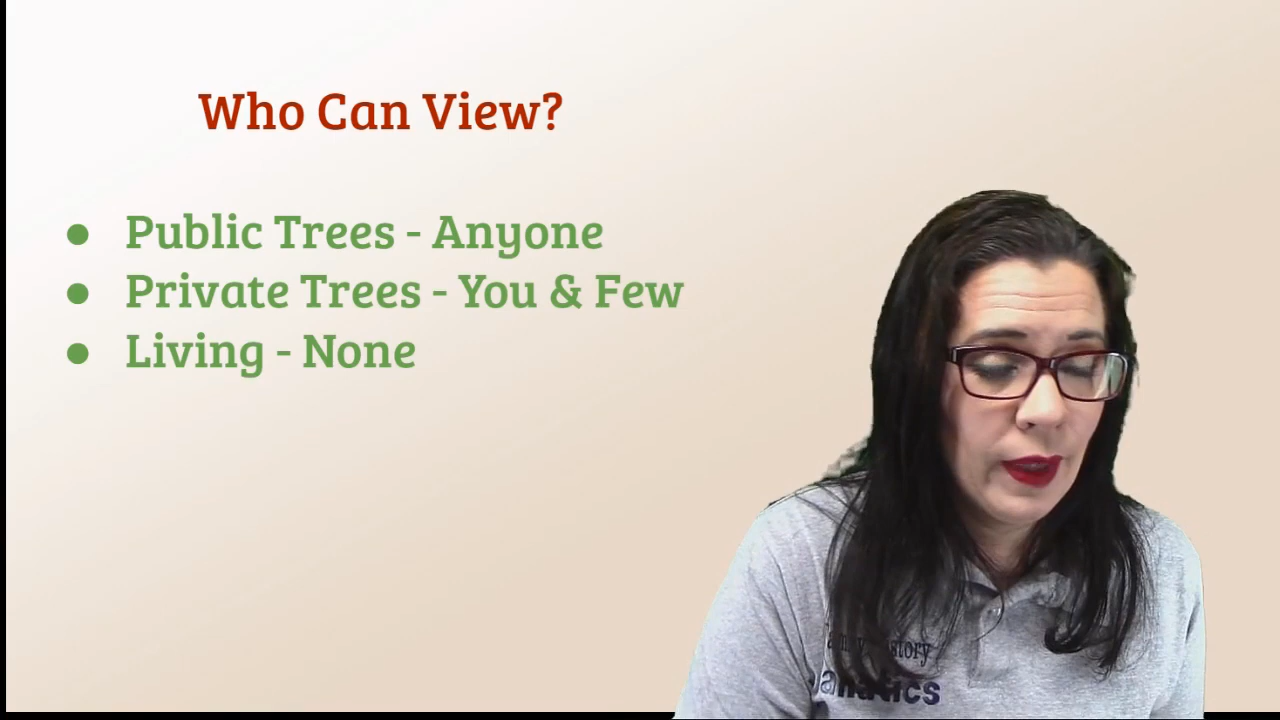 Who Can View?
● Public Trees - Anyone
● Private Trees - You & Few
● Living - None